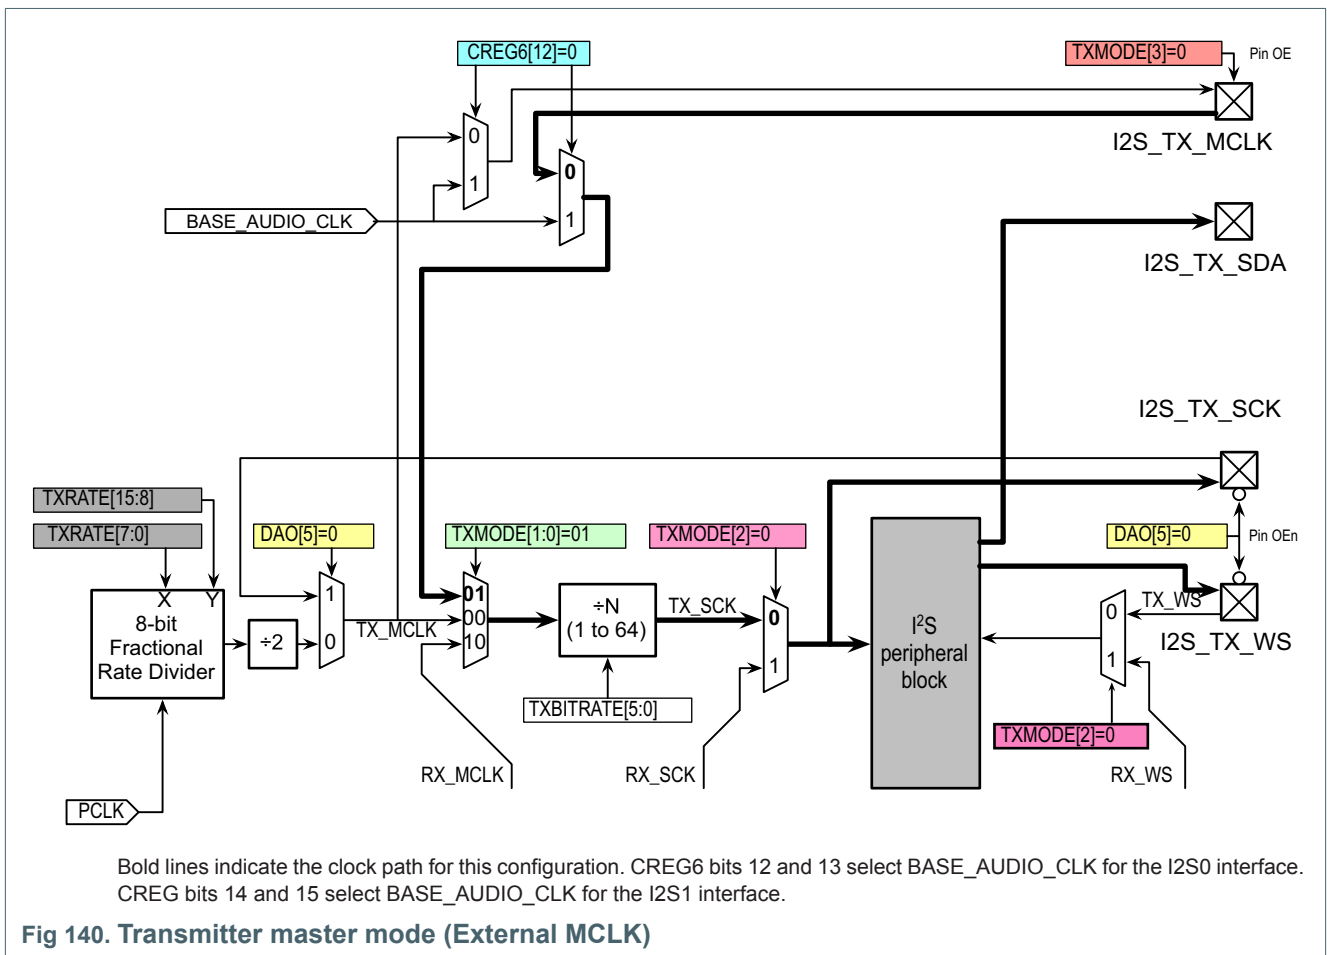 CREG6[12]=0
TXMODE[3]=0
Pin OE
0
1
I2S_TX_MCLK
0
1
BASE_AUDIO_CLK
I2S_TX_SDA
I2S_TX_SCK
TXRATE[15:8]
TXRATE[7:0]
DAO[5]=0
TXMODE[1:0]=01
TXMODE[2]=0
DAO[5]=0
Pin OEn
X
Y
8-bit
Fractional
Rate Divider
÷2
1
0
TX_MCLK
01
00
10
÷N
(1 to 64)
TX_SCK
0
1
I2S
peripheral
block
0
1
TX_WS
I2S_TX_WS
TXBITRATE[5:0]
TXMODE[2]=0
RX_MCLK
RX_SCK
RX_WS
PCLK
Bold lines indicate the clock path for this configuration. CREG6 bits 12 and 13 select BASE_AUDIO_CLK for the I2S0 interface.
CREG bits 14 and 15 select BASE_AUDIO_CLK for the I2S1 interface.
Fig 140. Transmitter master mode (External MCLK)